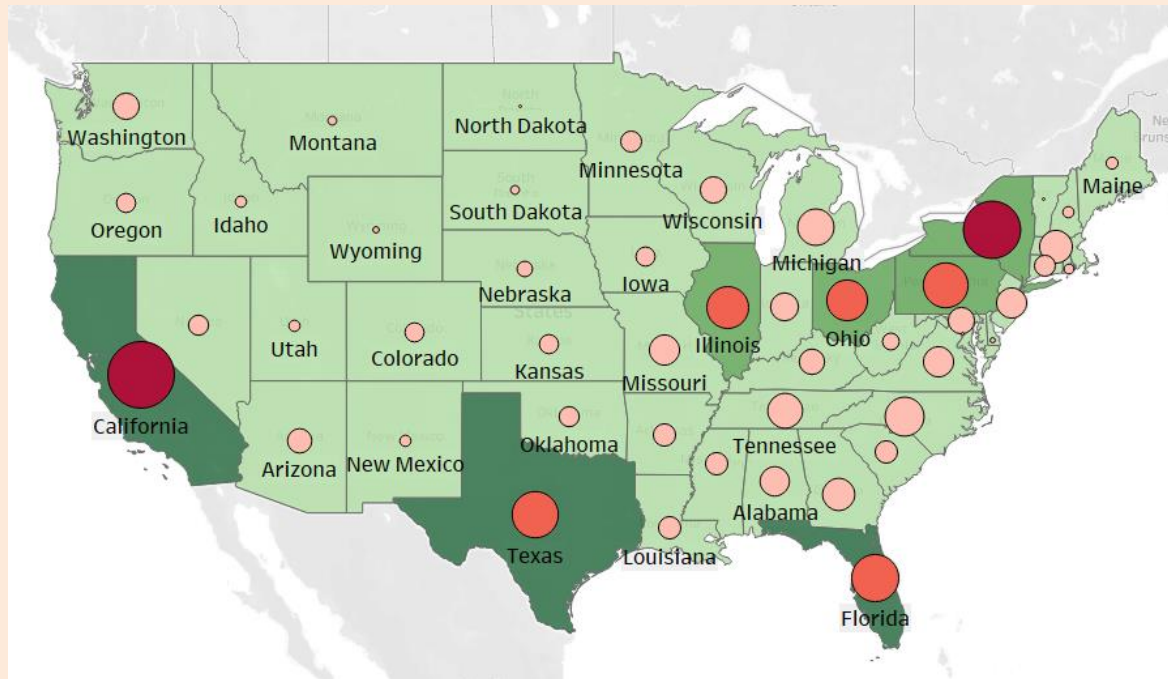 Washington
Montana
North Dakota
Minnesota
Maine
Oregon
Idaho
South Dakota
Wisconsin
Wyoming
Michigan
Nebraska
Iowa
States
Utah
Colorado
Kansas
Illinois
Ohio
Missouri
California
Arizona
New Mexico
Oklahoma
Tennessee
Alabama
Texas
Louisiana
Florida